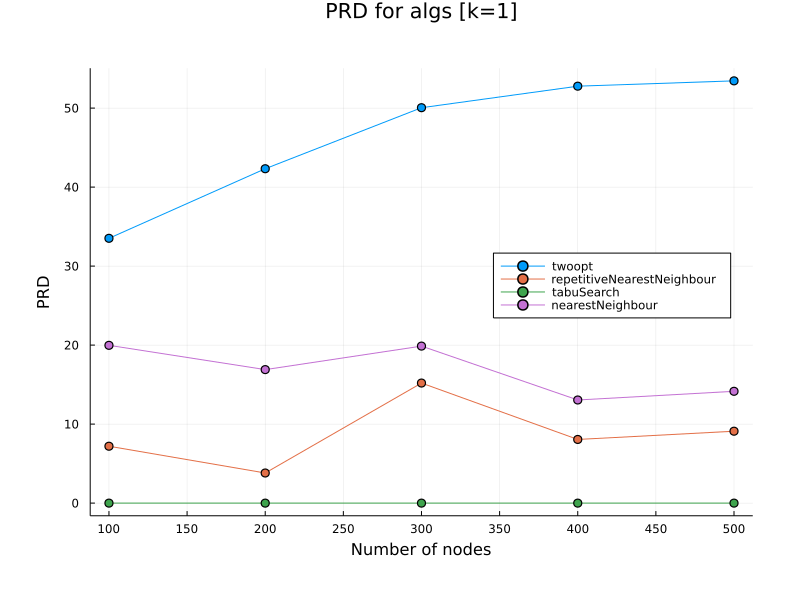 PRD for algs [k=1]
PRD
50
40
30
20
10
0
twoopt
repetitiveNearestNeighbour
tabuSearch
nearestNeighbour
100 150 200 250 300 350 400 450 500
Number of nodes